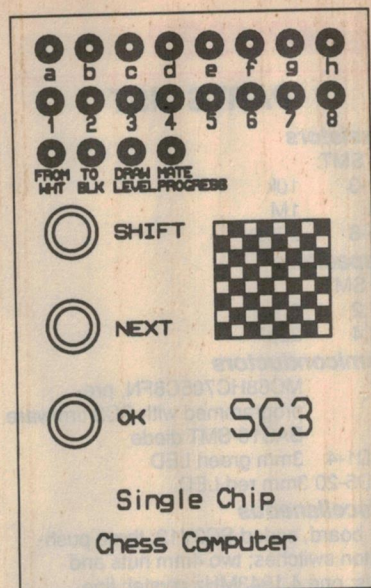 a b c d e f g h
1 2 3 4 5 6 7 8
FROM TO DRAW MATE
WHT BLK LEVEL PROGRESS
SHIFT
NEXT
OK SC3
Single Chip
Chess Computer